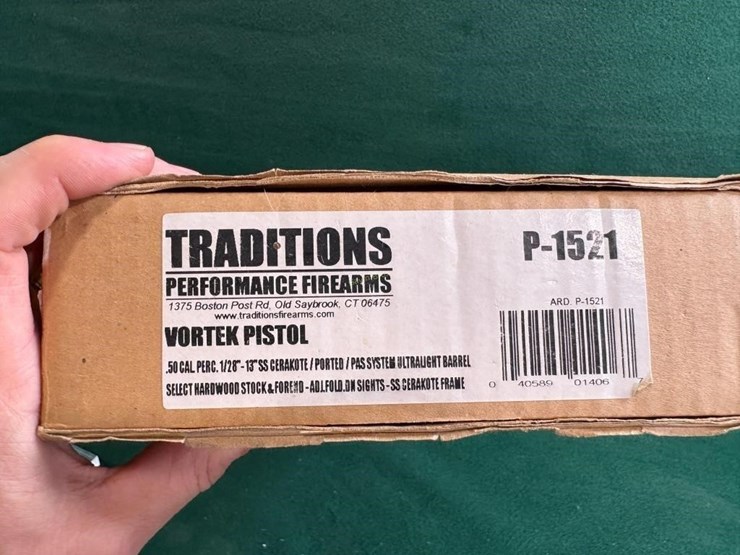 TRADITIONS
PERFORMANCE FIREARMS
1375 Boston Post Rd, Old Saybrook, CT 06475
www.traditionsfirearms.com
VORTEK PISTOL
.50 CAL PERC. 1/28"-13" SS CERAKOTE / PORTED / PAS SYSTEM ULTRALIGHT BARREL
SELECT HARDWOOD STOCK & FOREND - ADJ.FOLD.DN SIGHTS - SS CERAKOTE FRAME
P-1521
ARD. P-1521
0 40589 01406